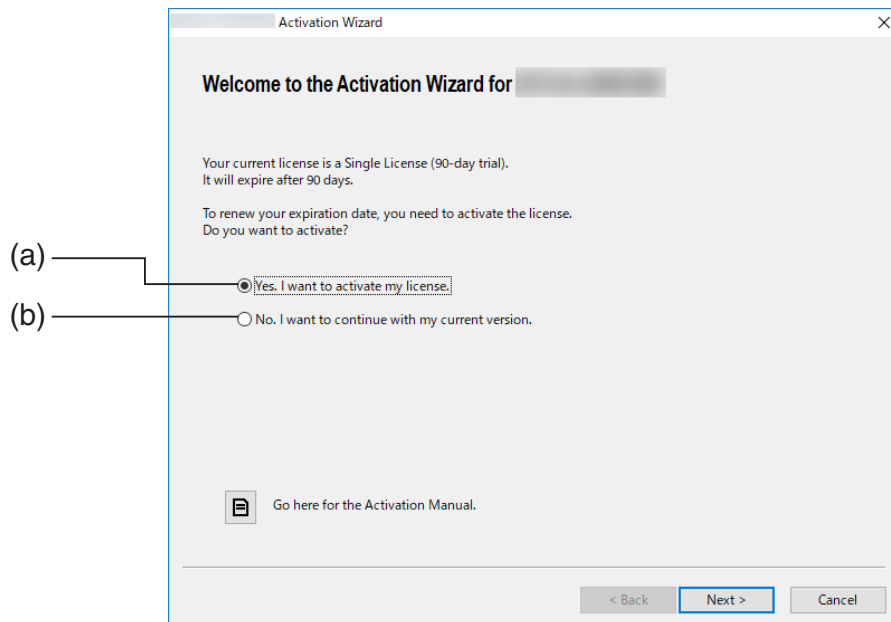 Activation Wizard
Welcome to the Activation Wizard for
Your current license is a Single License (90-day trial).
It will expire after 90 days.
To renew your expiration date, you need to activate the license.
Do you want to activate?
(a)
Yes. I want to activate my license.
(b)
No. I want to continue with my current version.
Go here for the Activation Manual.
< Back
Next >
Cancel